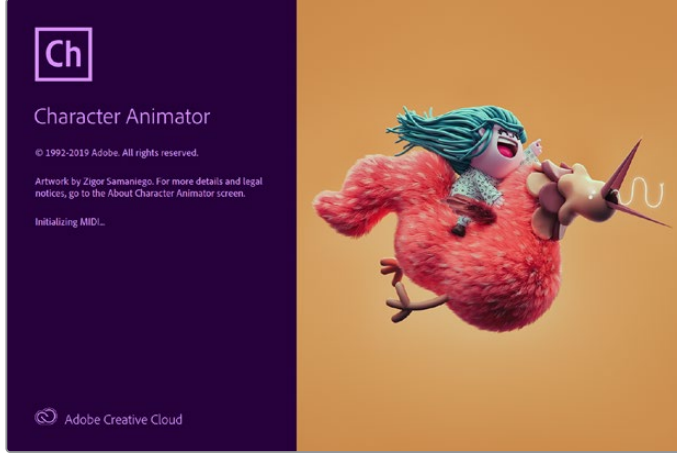 Ch
Character Animator
© 1992-2019 Adobe. All rights reserved.
Artwork by Zigor Samaniego. For more details and legal
notices, go to the About Character Animator screen.
Initializing MIDI...
Adobe Creative Cloud